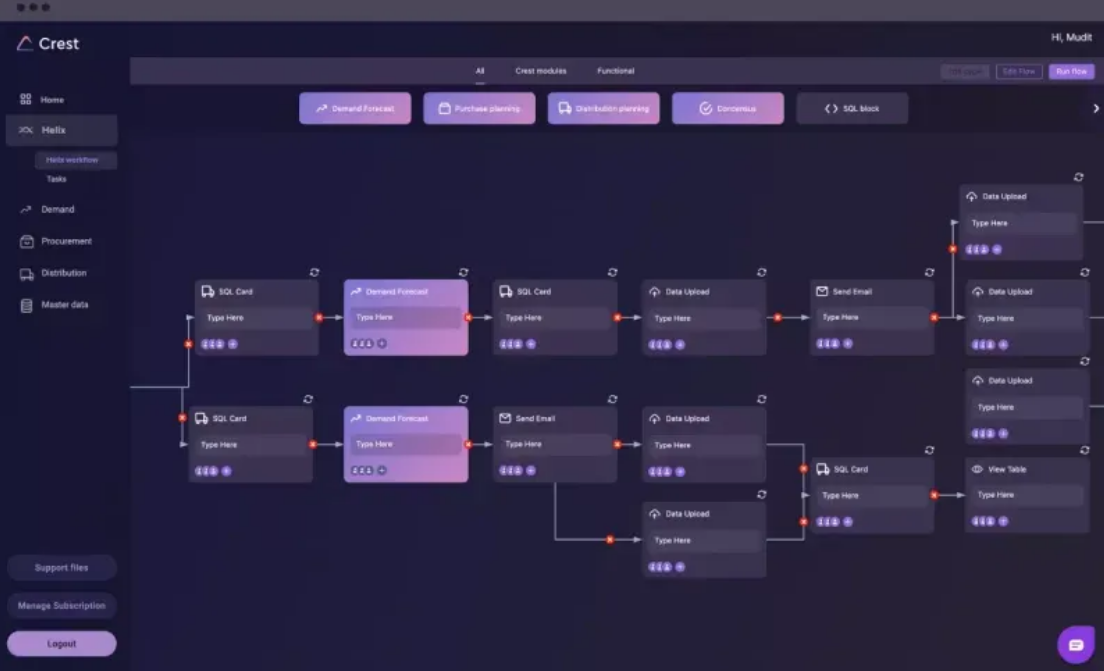 Crest
Hi, Mudit
All
Crest modules
Functional
Edit Flow
Run flow
Home
Helix
Helix workflow
Tasks
Demand
Procurement
Distribution
Master data
Demand Forecast
Purchase planning
Distribution planning
Consensus
SQL block
Data Upload
Type Here
SQL Card
Type Here
Demand Forecast
Type Here
SQL Card
Type Here
Data Upload
Type Here
Send Email
Type Here
Data Upload
Type Here
Data Upload
Type Here
SQL Card
Type Here
Demand Forecast
Type Here
Send Email
Type Here
Data Upload
Type Here
SQL Card
Type Here
View Table
Type Here
Data Upload
Type Here
Support files
Manage Subscription
Logout